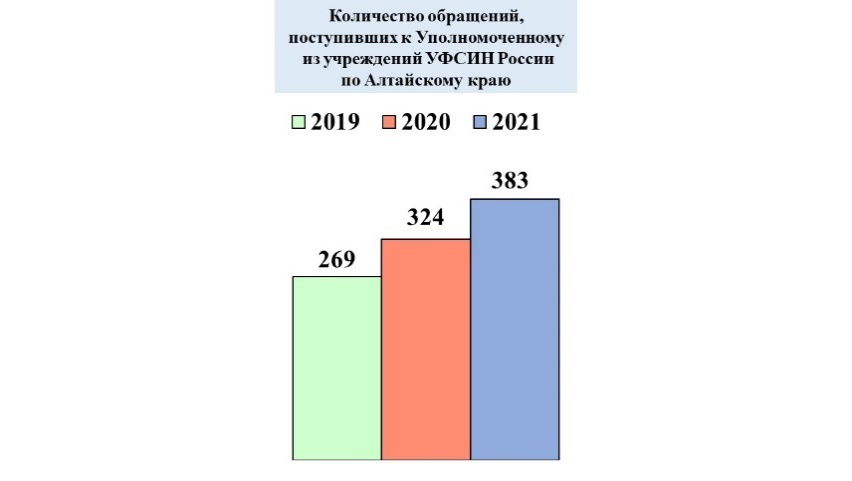 Количество обращений,
поступивших к Уполномоченному
из учреждений УФСИН России
по Алтайскому краю
2019 2020 2021
383
324
269